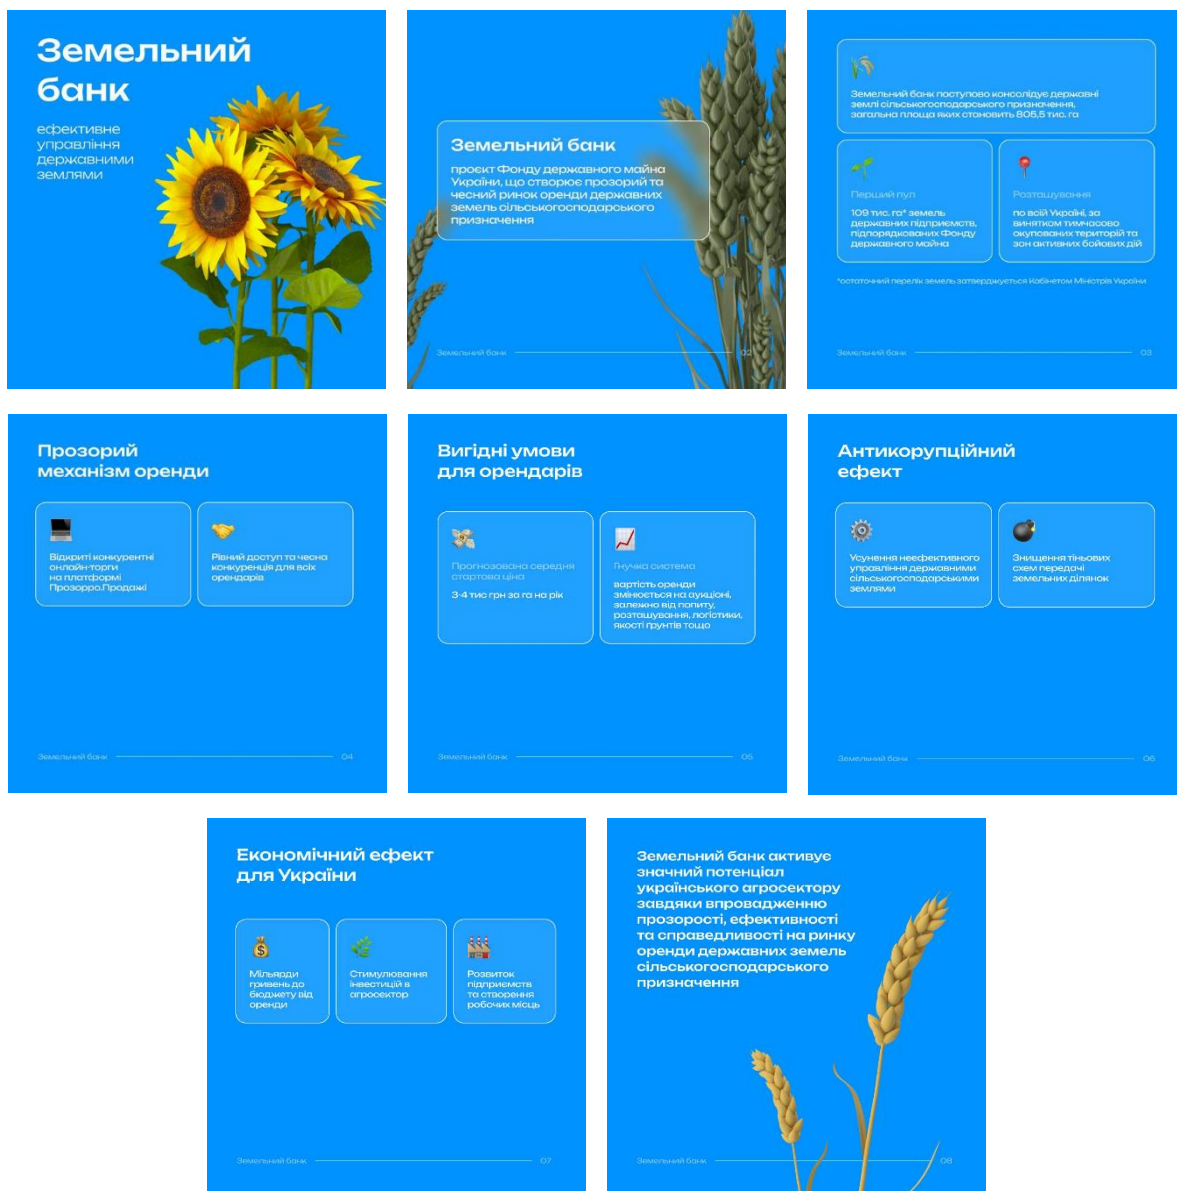 Земельний
банк
ефективне
управління
державними
землями
Земельний банк
проєкт Фонду державного майна
України, що створює прозорий та
чесний ринок оренди державних
земель сільськогосподарського
призначення
Земельний банк 02
Земельний банк поступово консолідує державні
землі сільськогосподарського призначення,
загальна площа яких становить 805,5 тис. га
Перший пул
109 тис. га* земель
державних підприємств,
підпорядкованих Фонду
державного майна
Розташування
по всій Україні, за
винятком тимчасово
окупованих територій та
зон активних бойових дій
*остаточний перелік земель затверджується Кабінетом Міністрів України
Земельний банк 03
Прозорий
механізм оренди
Відкриті конкурентні
онлайн-торги
на платформі
Прозорро.Продажі
Рівний доступ та чесна
конкуренція для всіх
орендарів
Земельний банк 04
Вигідні умови
для орендарів
Прогнозована середня
стартова ціна
3-4 тис грн за га на рік
Гнучка система
вартість оренди
змінюється на аукціоні,
залежно від попиту,
розташування, логістики,
якості ґрунтів тощо
Земельний банк 05
Антикорупційний
ефект
Усунення неефективного
управління державними
сільськогосподарськими
землями
Знищення тіньових
схем передачі
земельних ділянок
Земельний банк 06
Економічний ефект
для України
Мільярди
гривень до
бюджету від
оренди
Стимулювання
інвестицій в
агросектор
Розвиток
підприємств
та створення
робочих місць
Земельний банк 07
Земельний банк активує
значний потенціал
українського агросектору
завдяки впровадженню
прозорості, ефективності
та справедливості на ринку
оренди державних земель
сільськогосподарського
призначення
Земельний банк 08